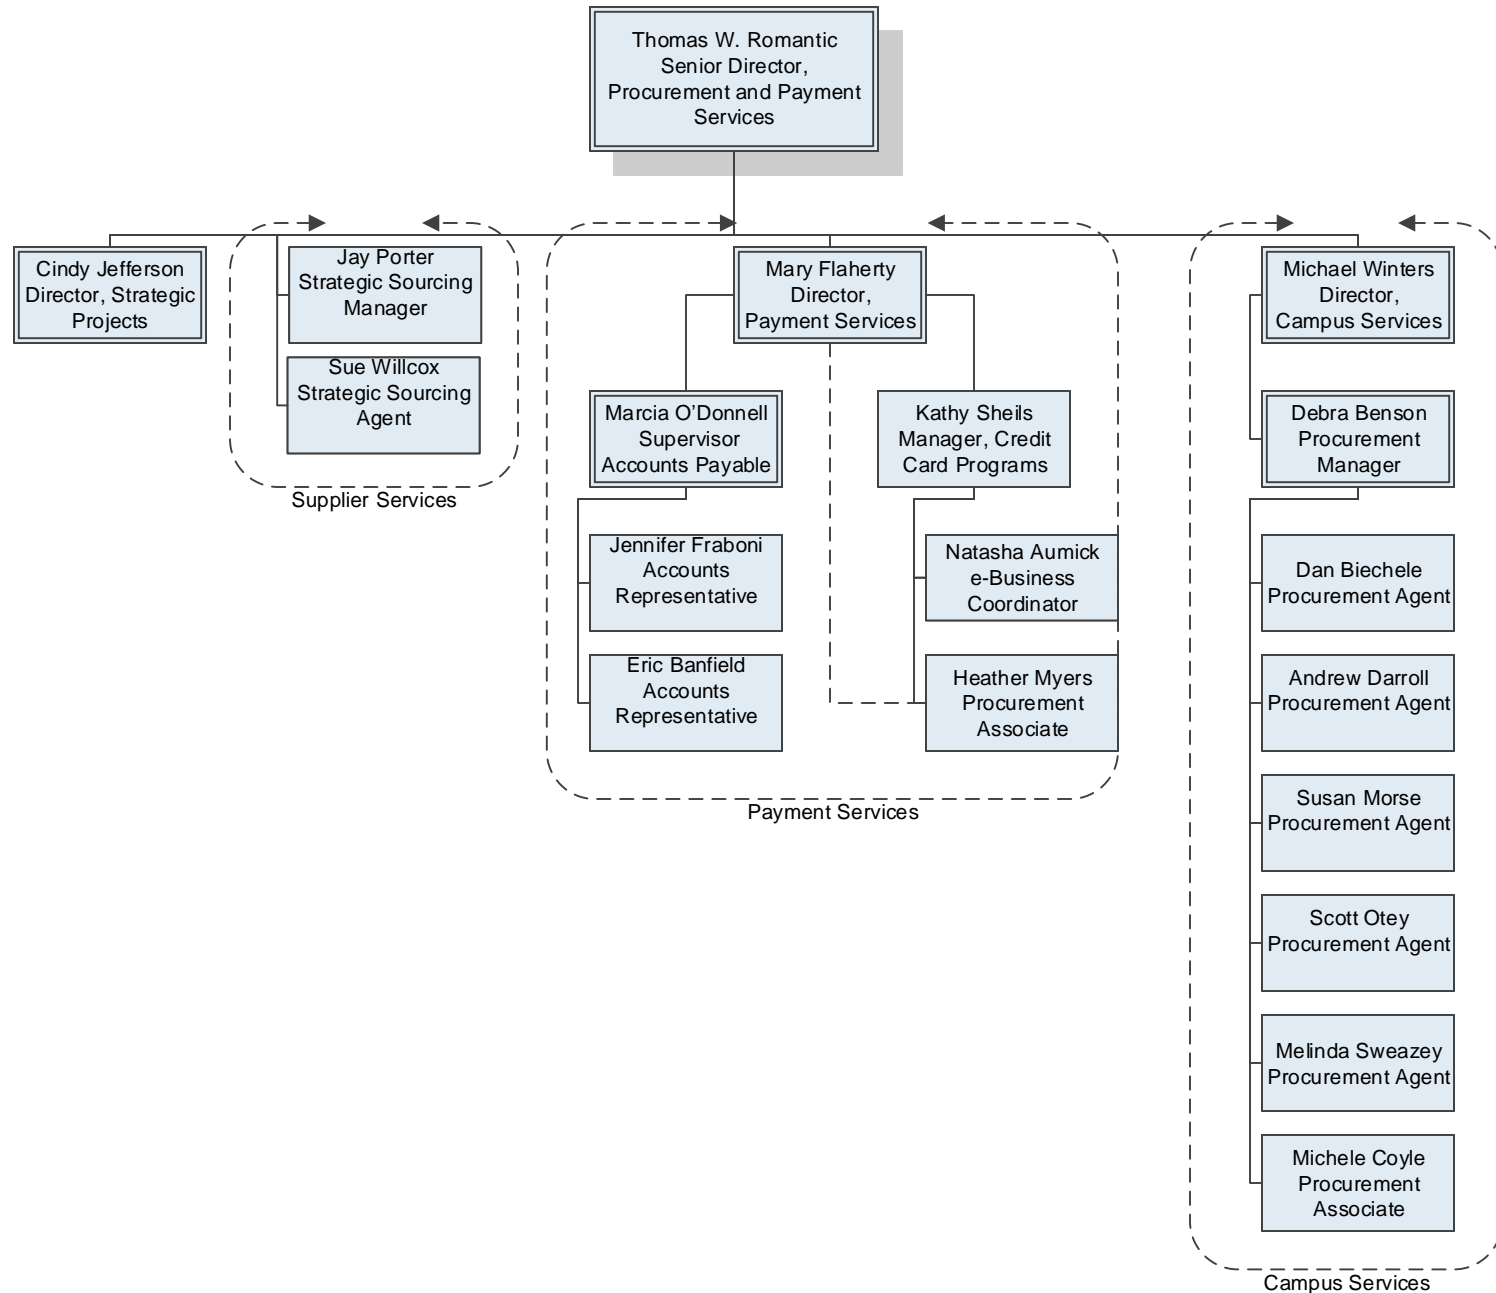 Thomas W. Romantic
Senior Director,
Procurement and Payment
Services
Cindy Jefferson
Director, Strategic
Projects
Jay Porter
Strategic Sourcing
Manager
Sue Willcox
Strategic Sourcing
Agent
Supplier Services
Mary Flaherty
Director,
Payment Services
Marcia O’Donnell
Supervisor
Accounts Payable
Jennifer Fraboni
Accounts
Representative
Eric Banfield
Accounts
Representative
Kathy Sheils
Manager, Credit
Card Programs
Natasha Aumick
e-Business
Coordinator
Heather Myers
Procurement
Associate
Payment Services
Michael Winters
Director,
Campus Services
Debra Benson
Procurement
Manager
Dan Biechele
Procurement Agent
Andrew Darroll
Procurement Agent
Susan Morse
Procurement Agent
Scott Otey
Procurement Agent
Melinda Sweazey
Procurement Agent
Michele Coyle
Procurement
Associate
Campus Services